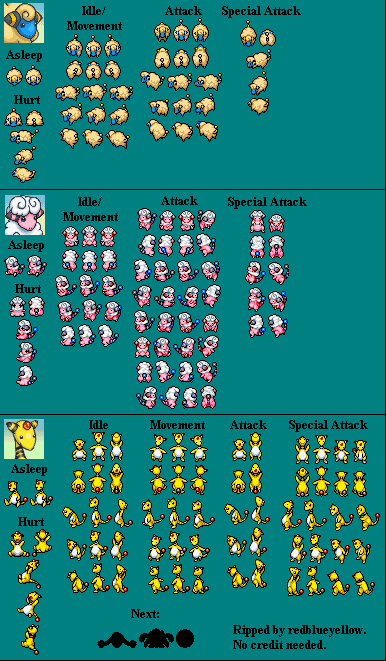 Idle/
Movement
Attack
Special Attack
Asleep
Hurt
Idle/
Movement
Attack
Special Attack
Asleep
Hurt
Idle
Movement
Attack
Special Attack
Asleep
Hurt
Next:
Ripped by redblueyellow.
No credit needed.